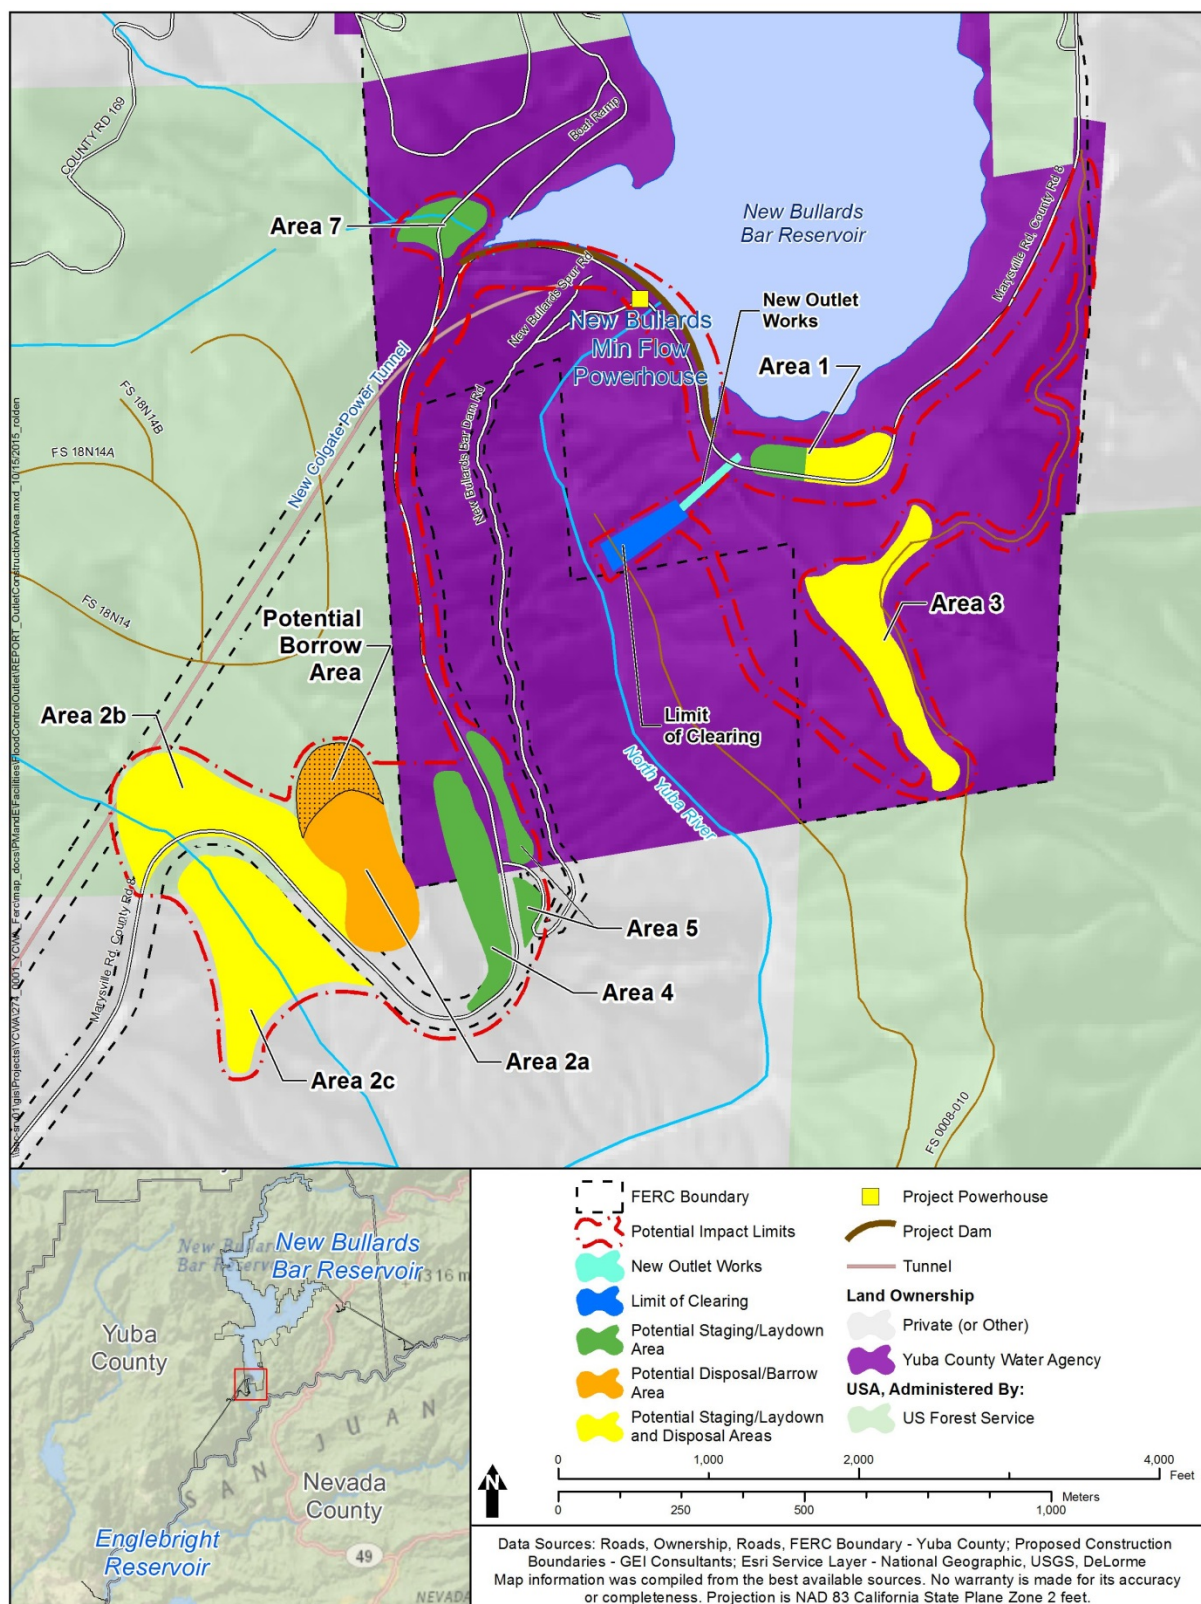 COUNTY RD 169
Boat Ramp
Area 7
New Bullards
Bar Reservoir
Marysville Rd, County Rd 8
New Bullards Spur Rd
New Outlet
Works
New Bullards
Min Flow
Powerhouse
Area 1
New Colgate Power Tunnel
FS 18N14B
FS 18N14A
New Bullards Bar Dam Rd
FS 18N14
Potential
Borrow
Area
Area 3
Area 2b
Limit
of Clearing
North Yuba River
Marysville Rd, County Rd 8
Area 5
Area 4
Area 2a
Area 2c
FS 0008-010
New Bullards
Bar Reservoir
1316 m
Yuba
County
SAN JUAN
Nevada
County
Englebright
Reservoir
49
NEVADA
FERC Boundary
Potential Impact Limits
New Outlet Works
Limit of Clearing
Potential Staging/Laydown
Area
Potential Disposal/Barrow
Area
Potential Staging/Laydown
and Disposal Areas
Project Powerhouse
Project Dam
Tunnel
Land Ownership
Private (or Other)
Yuba County Water Agency
USA, Administered By:
US Forest Service
N
0 1,000 2,000 4,000
Feet
Meters
0 250 500 1,000
Data Sources: Roads, Ownership, Roads, FERC Boundary - Yuba County; Proposed Construction
Boundaries - GEI Consultants; Esri Service Layer - National Geographic, USGS, DeLorme
Map information was compiled from the best available sources. No warranty is made for its accuracy
or completeness. Projection is NAD 83 California State Plane Zone 2 feet.